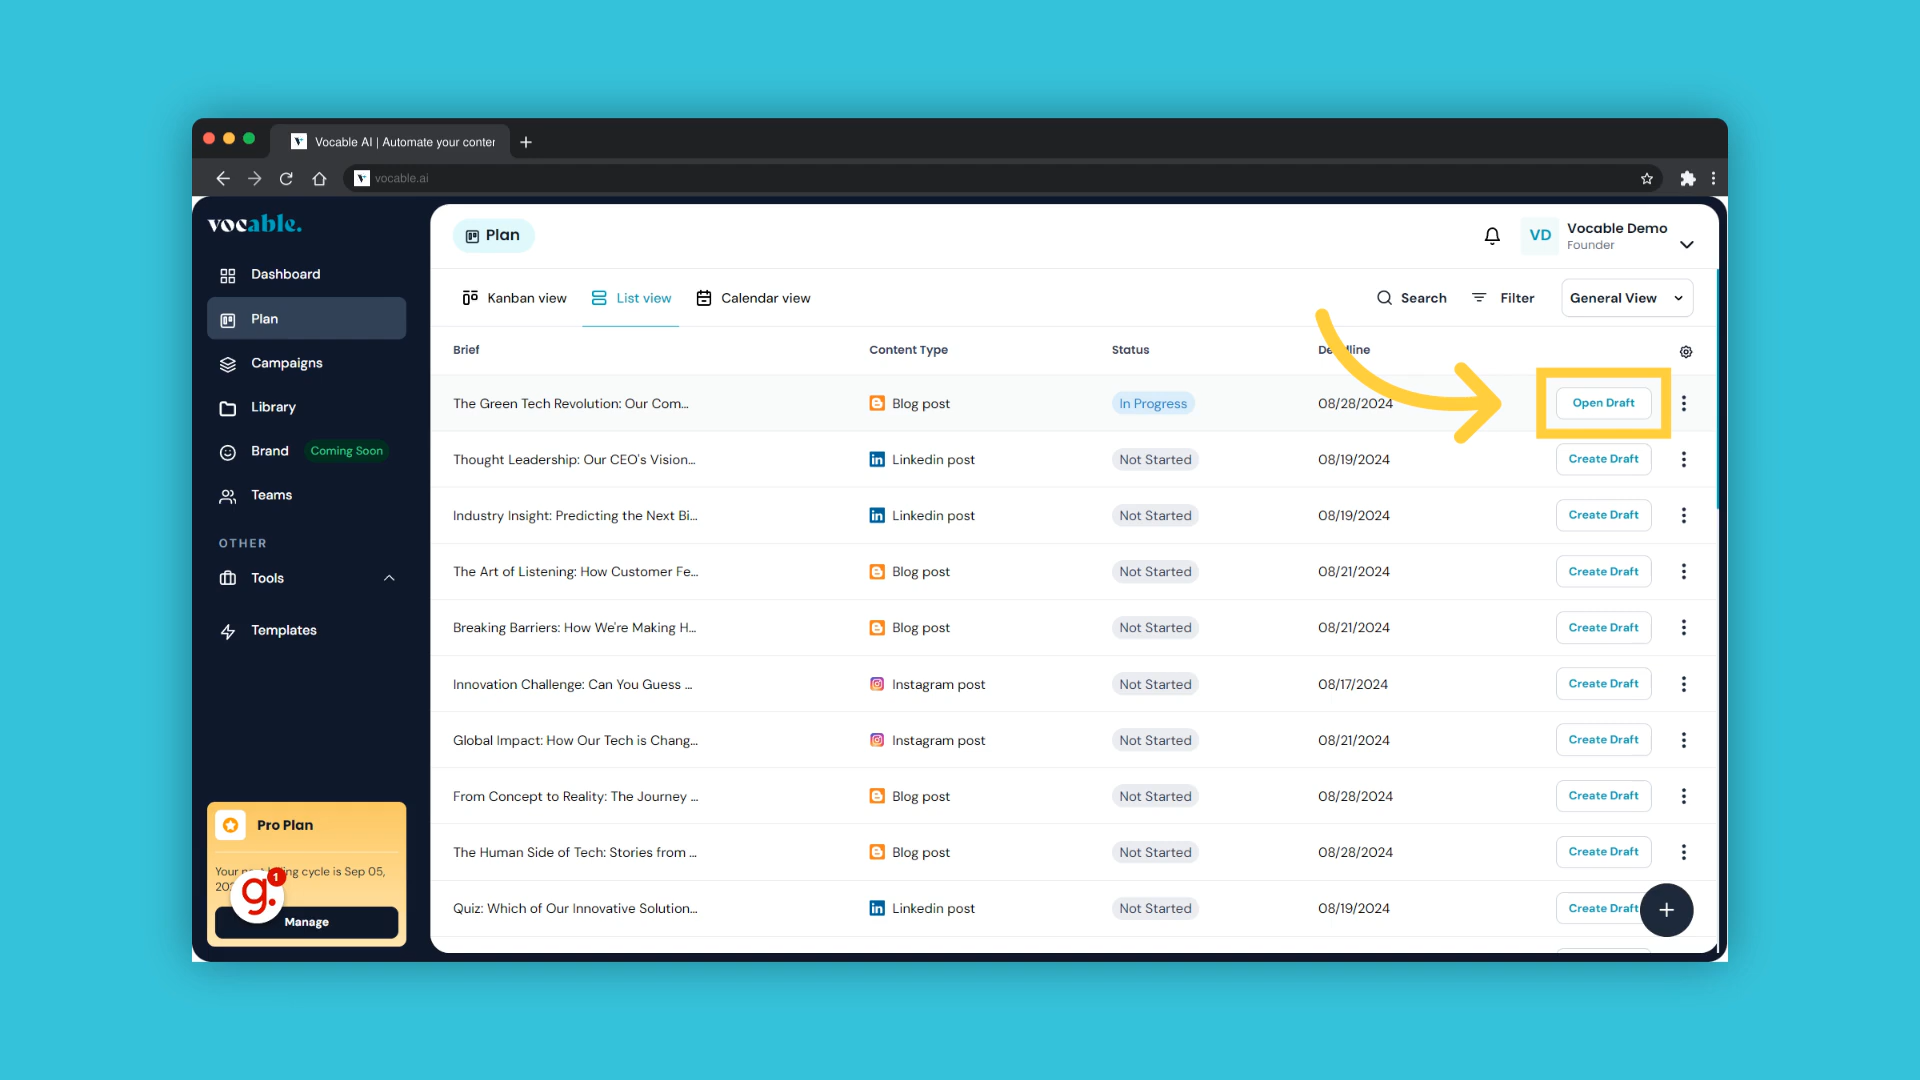 Vocable AI | Automate your conter
vocable.ai
vocable.
Plan
VD
Vocable Demo
Founder
Dashboard
Plan
Campaigns
Library
Brand Coming Soon
Teams
OTHER
Tools
Templates
Kanban view List view Calendar view
Search Filter General View
Brief Content Type Status
The Green Tech Revolution: Our Com... Blog post In Progress 08/28/2024 Open Draft
Thought Leadership: Our CEO's Vision... Linkedin post Not Started 08/19/2024 Create Draft
Industry Insight: Predicting the Next Bi... Linkedin post Not Started 08/19/2024 Create Draft
The Art of Listening: How Customer Fe... Blog post Not Started 08/21/2024 Create Draft
Breaking Barriers: How We're Making H... Blog post Not Started 08/21/2024 Create Draft
Innovation Challenge: Can You Guess ... Instagram post Not Started 08/17/2024 Create Draft
Global Impact: How Our Tech is Chang... Instagram post Not Started 08/21/2024 Create Draft
From Concept to Reality: The Journey ... Blog post Not Started 08/28/2024 Create Draft
The Human Side of Tech: Stories from ... Blog post Not Started 08/28/2024 Create Draft
Quiz: Which of Our Innovative Solution... Linkedin post Not Started 08/19/2024 Create Draft
Pro Plan
Your cycle is Sep 05,
g. 1
Manage